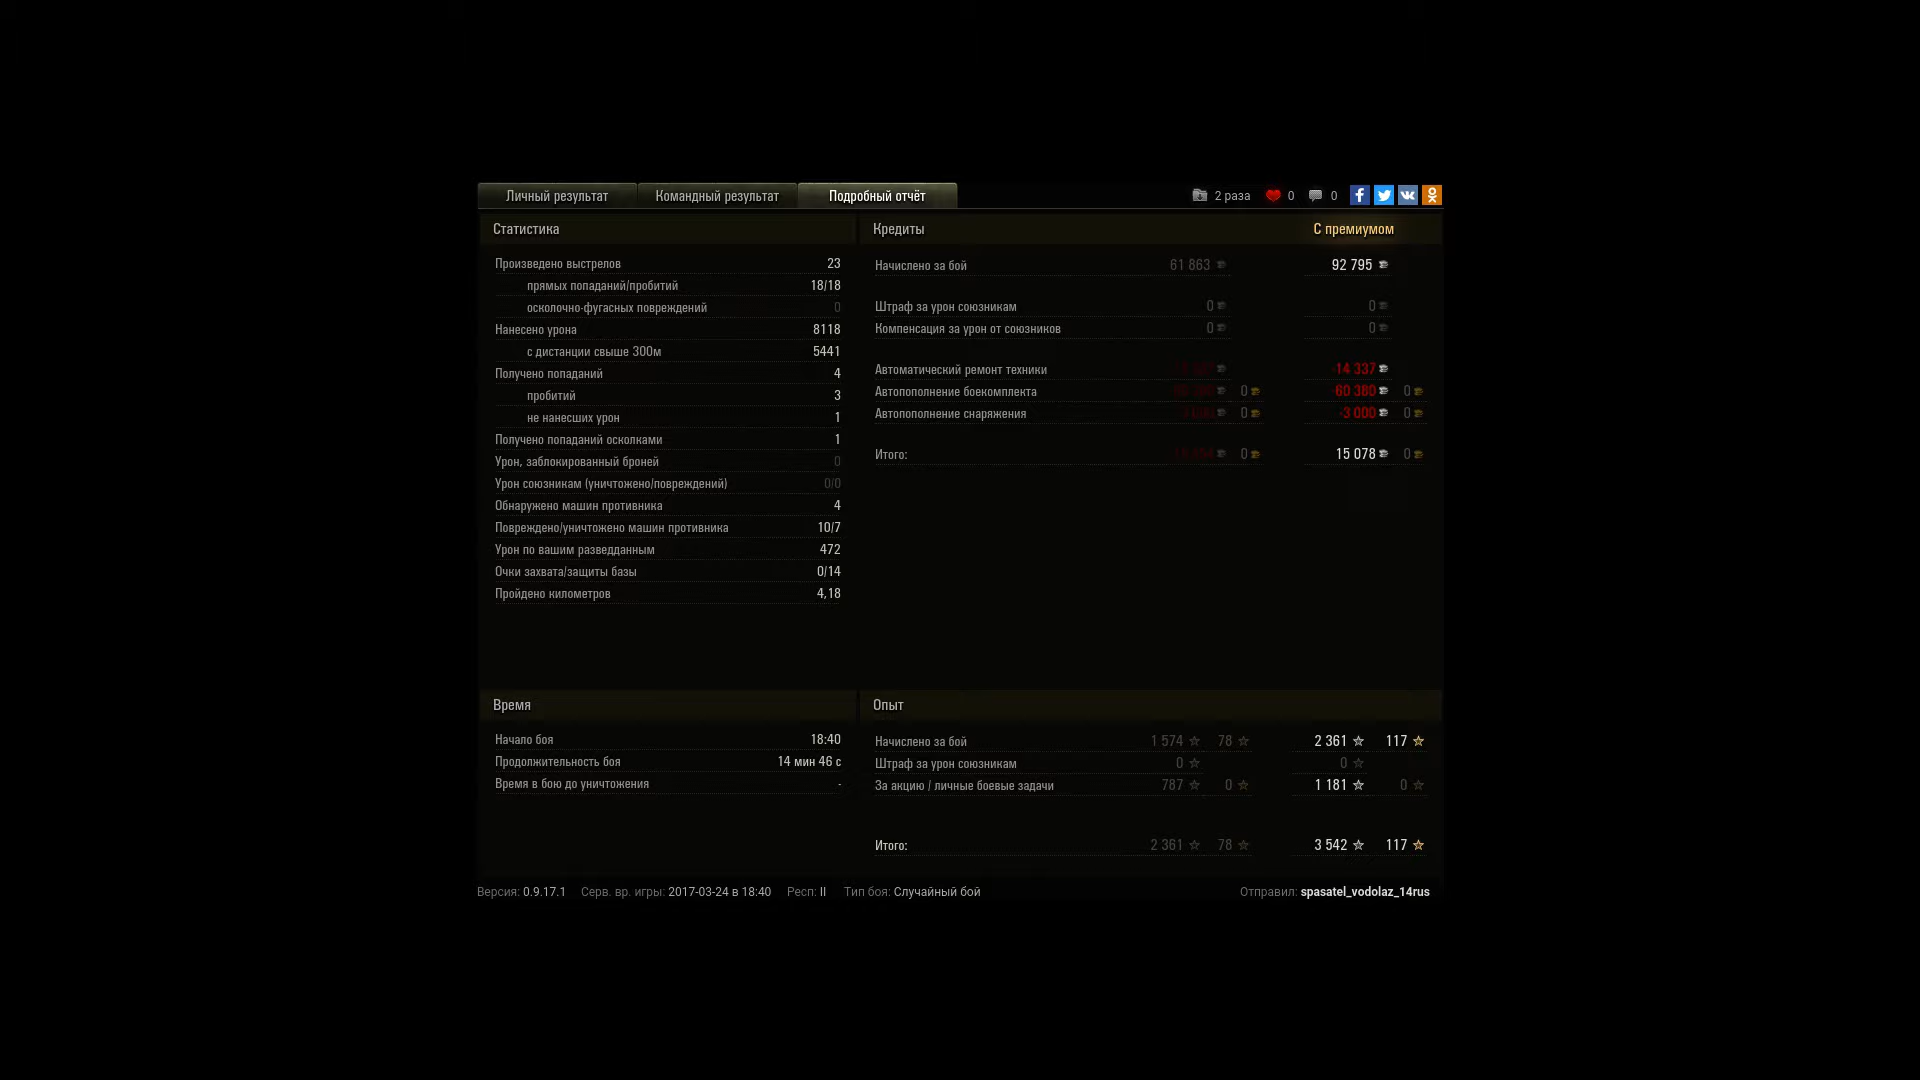 Личный результат Командный результат Подробный отчёт 2 раза 0 0
Статистика
Произведено выстрелов 23
прямых попаданий/пробитий 18/18
осколочно-фугасных повреждений 0
Нанесено урона 8118
с дистанции свыше 300м 5441
Получено попаданий 4
пробитий 3
не нанесших урон 1
Получено попаданий осколками 1
Урон, заблокированный броней 0
Урон союзникам (уничтожено/повреждений) 0/0
Обнаружено машин противника 4
Повреждено/уничтожено машин противника 10/7
Урон по вашим разведданным 472
Очки захвата/защиты базы 0/14
Пройдено километров 4,18
Кредиты С премиумом
Начислено за бой 61 863 92 795
Штраф за урон союзникам 0 0
Компенсация за урон от союзников 0 0
Автоматический ремонт техники -14 337
Автопополнение боекомплекта 0 -60 380 0
Автопополнение снаряжения 0 -3 000 0
Итого: 0 15 078 0
Время
Начало боя 18:40
Продолжительность боя 14 мин 46 с
Время в бою до уничтожения -
Опыт
Начислено за бой 1 574 78 2 361 117
Штраф за урон союзникам 0 0
За акцию / личные боевые задачи 787 0 1 181 0
Итого: 2 361 78 3 542 117
Версия: 0.9.17.1 Серв. вр. игры: 2017-03-24 в 18:40 Респ: II Тип боя: Случайный бой Отправил: spasatel_vodolaz_14rus